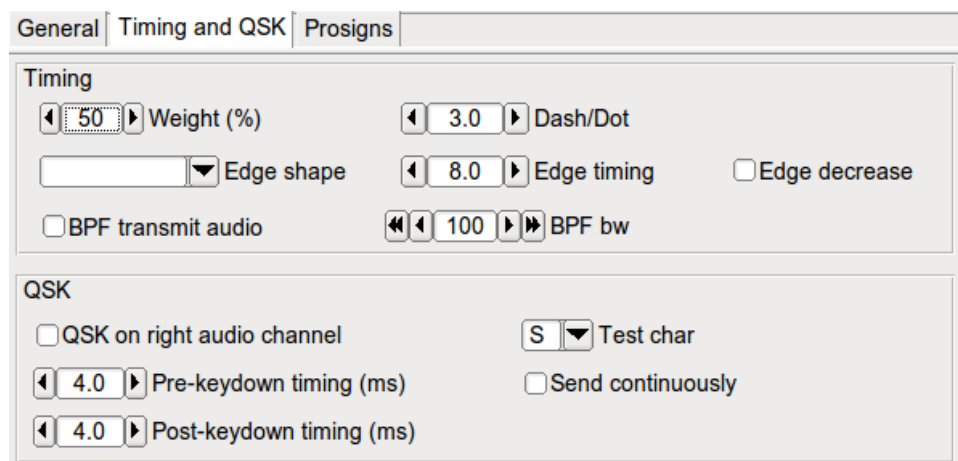 General Timing and QSK Prosigns
Timing
50 Weight (%) 3.0 Dash/Dot
Edge shape 8.0 Edge timing Edge decrease
BPF transmit audio 100 BPF bw
QSK
QSK on right audio channel S Test char
4.0 Pre-keydown timing (ms) Send continuously
4.0 Post-keydown timing (ms)